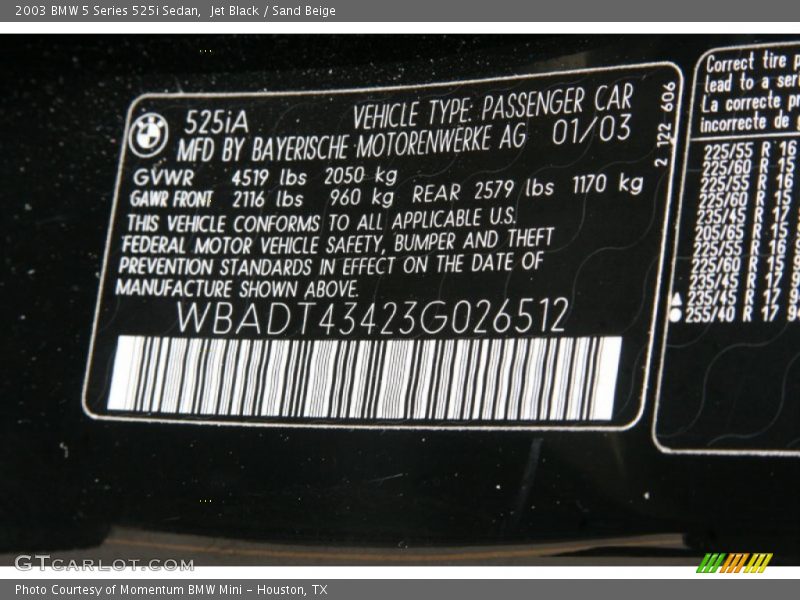 2003 BMW 5 Series 525i Sedan,  Jet Black / Sand Beige
525iA
VEHICLE TYPE: PASSENGER CAR
MFD BY BAYERISCHE MOTORENWERKE AG 01/03
GVWR 4519 lbs 2050 kg
GAWR FRONT 2116 lbs 960 kg REAR 2579 lbs 1170 kg
THIS VEHICLE CONFORMS TO ALL APPLICABLE U.S.
FEDERAL MOTOR VEHICLE SAFETY, BUMPER AND THEFT
PREVENTION STANDARDS IN EFFECT ON THE DATE OF
MANUFACTURE SHOWN ABOVE.
WBADT43423G026512
2 122 606
Correct tire
lead to a
La correcte
incorrecte de
225/55 R 16
225/60 R 15
225/55 R 16
225/60 R 15
235/45 R 17
205/65 R 15
225/55 R 16
225/60 R 15
235/45 R 17
235/45 R 17
255/40 R 17
GTCARLOT.COM
Photo Courtesy of Momentum BMW Mini - Houston, TX